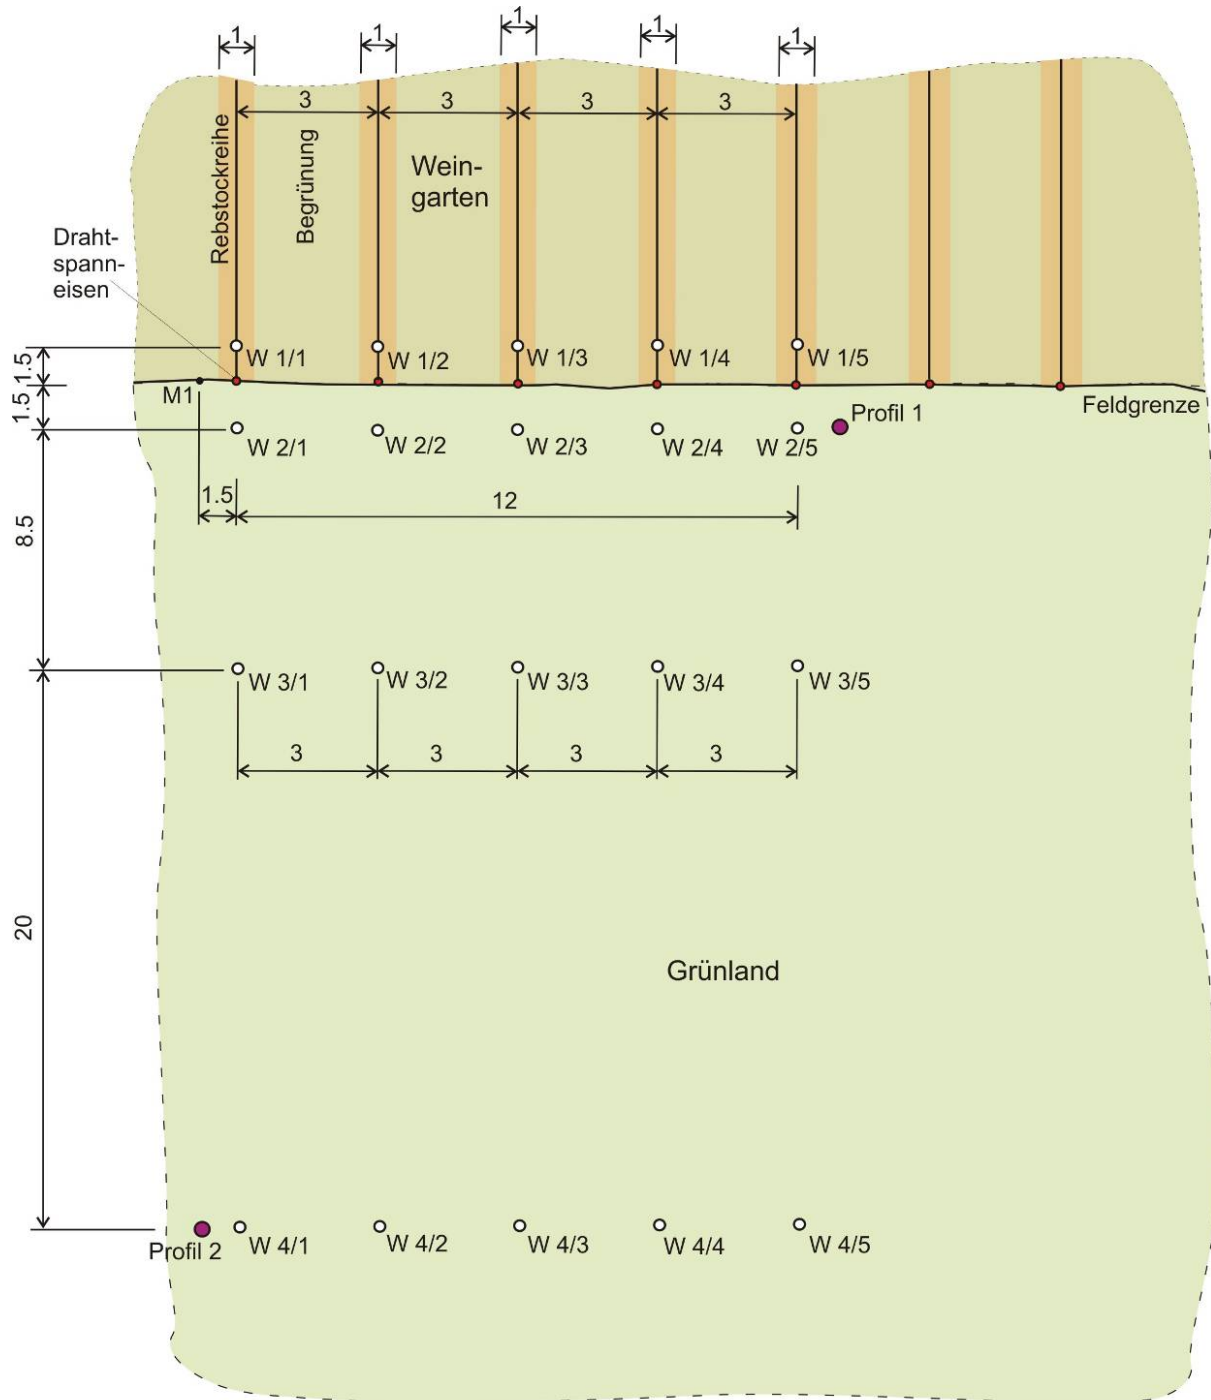 1
1
1
1
1
3
3
3
3
Rebstockreihe
Begrünung
Wein-
garten
Draht-
spann-
eisen
1.5
W 1/1
W 1/2
W 1/3
W 1/4
W 1/5
M1
1.5
Feldgrenze
Profil 1
W 2/1
W 2/2
W 2/3
W 2/4
W 2/5
1.5
12
8.5
W 3/1
W 3/2
W 3/3
W 3/4
W 3/5
3
3
3
3
20
Grünland
Profil 2
W 4/1
W 4/2
W 4/3
W 4/4
W 4/5